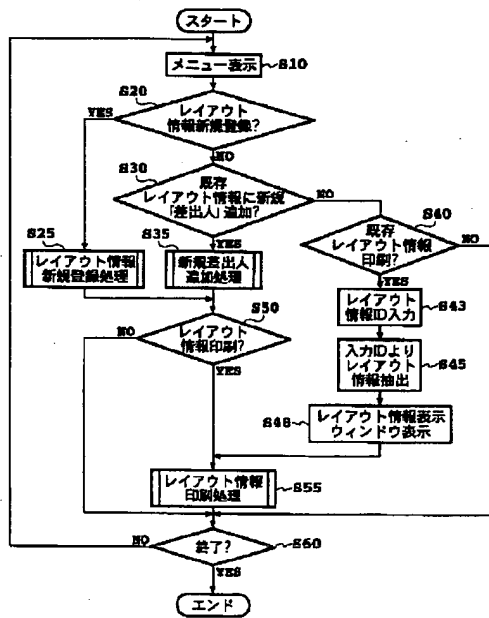 スタート
メニュー表示
S10
S20
レイアウト
情報新規登録?
YES
NO
S30
既存
レイアウト情報に新規
「差出人」追加?
NO
YES
S40
既存
レイアウト情報
印刷?
NO
YES
S25
レイアウト情報
新規登録処理
S35
新規差出人
追加処理
レイアウト
情報ID入力
S43
S50
レイアウト
情報印刷?
NO
YES
入力IDより
レイアウト
情報抽出
S45
S48
レイアウト情報表示
ウィンドウ表示
レイアウト情報
印刷処理
S55
終了?
S60
NO
YES
エンド